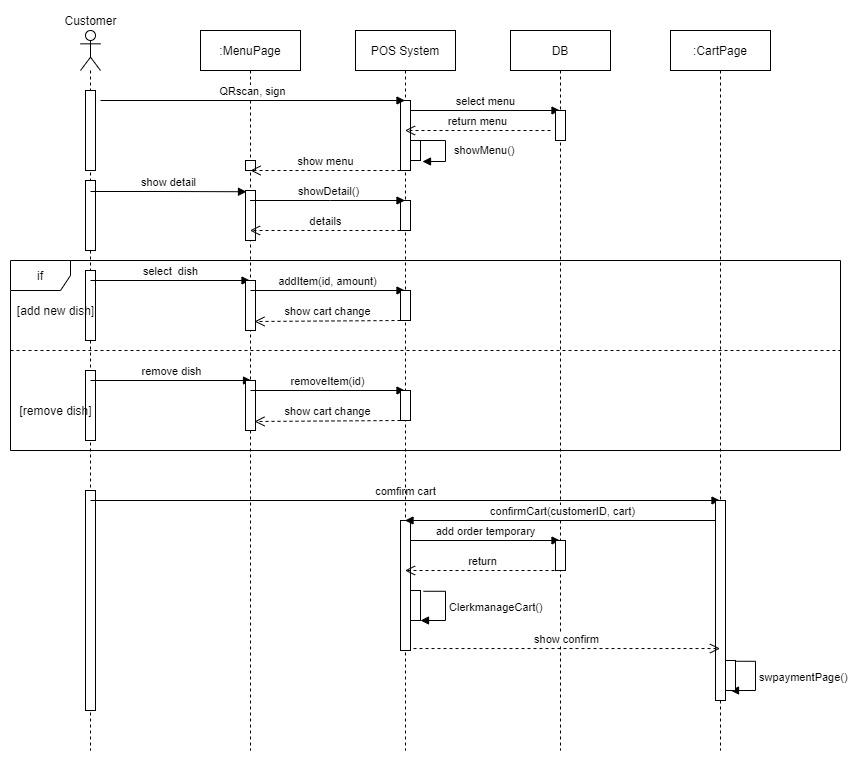 Customer
:MenuPage
POS System
DB
:CartPage
QRscan, sign
select menu
return menu
showMenu()
show menu
show detail
showDetail()
details
if
select dish
addItem(id, amount)
[add new dish]
show cart change
remove dish
removeItem(id)
[remove dish]
show cart change
comfirm cart
confirmCart(customerID, cart)
add order temporary
return
ClerkmanageCart()
show confirm
swpaymentPage()